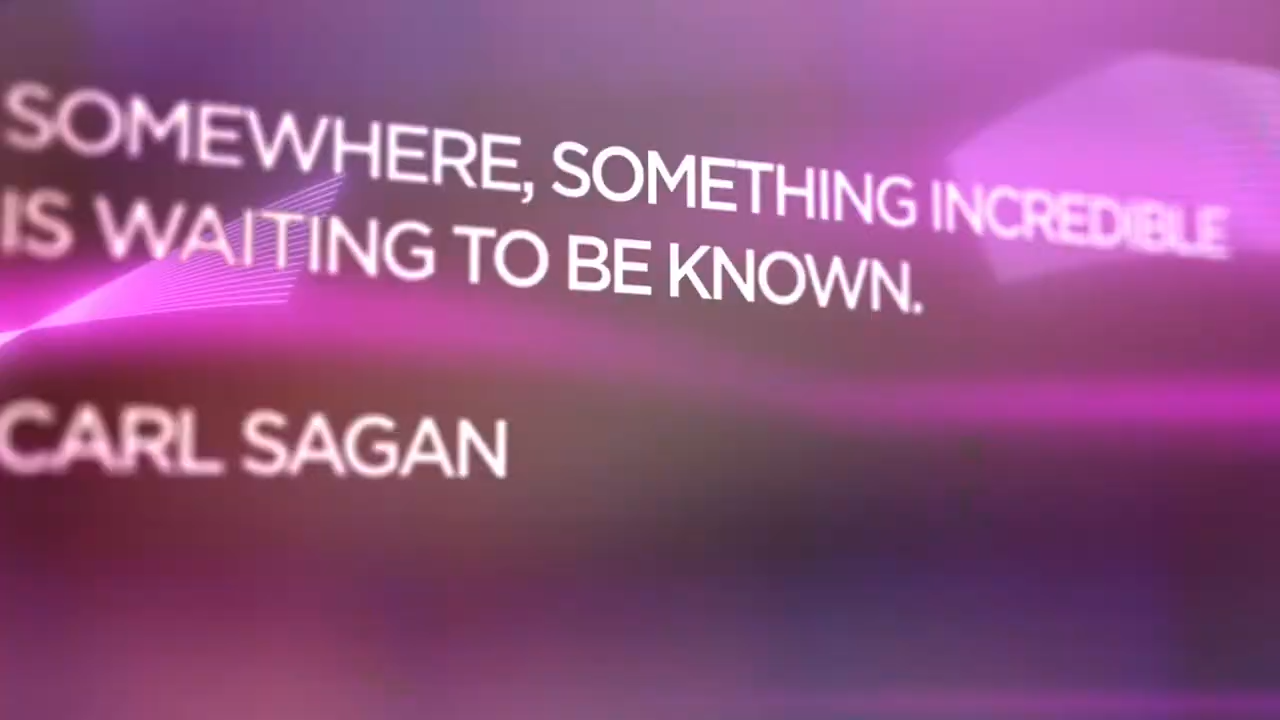 SOMEWHERE, SOMETHING INCREDIBLE
IS WAITING TO BE KNOWN.
CARL SAGAN